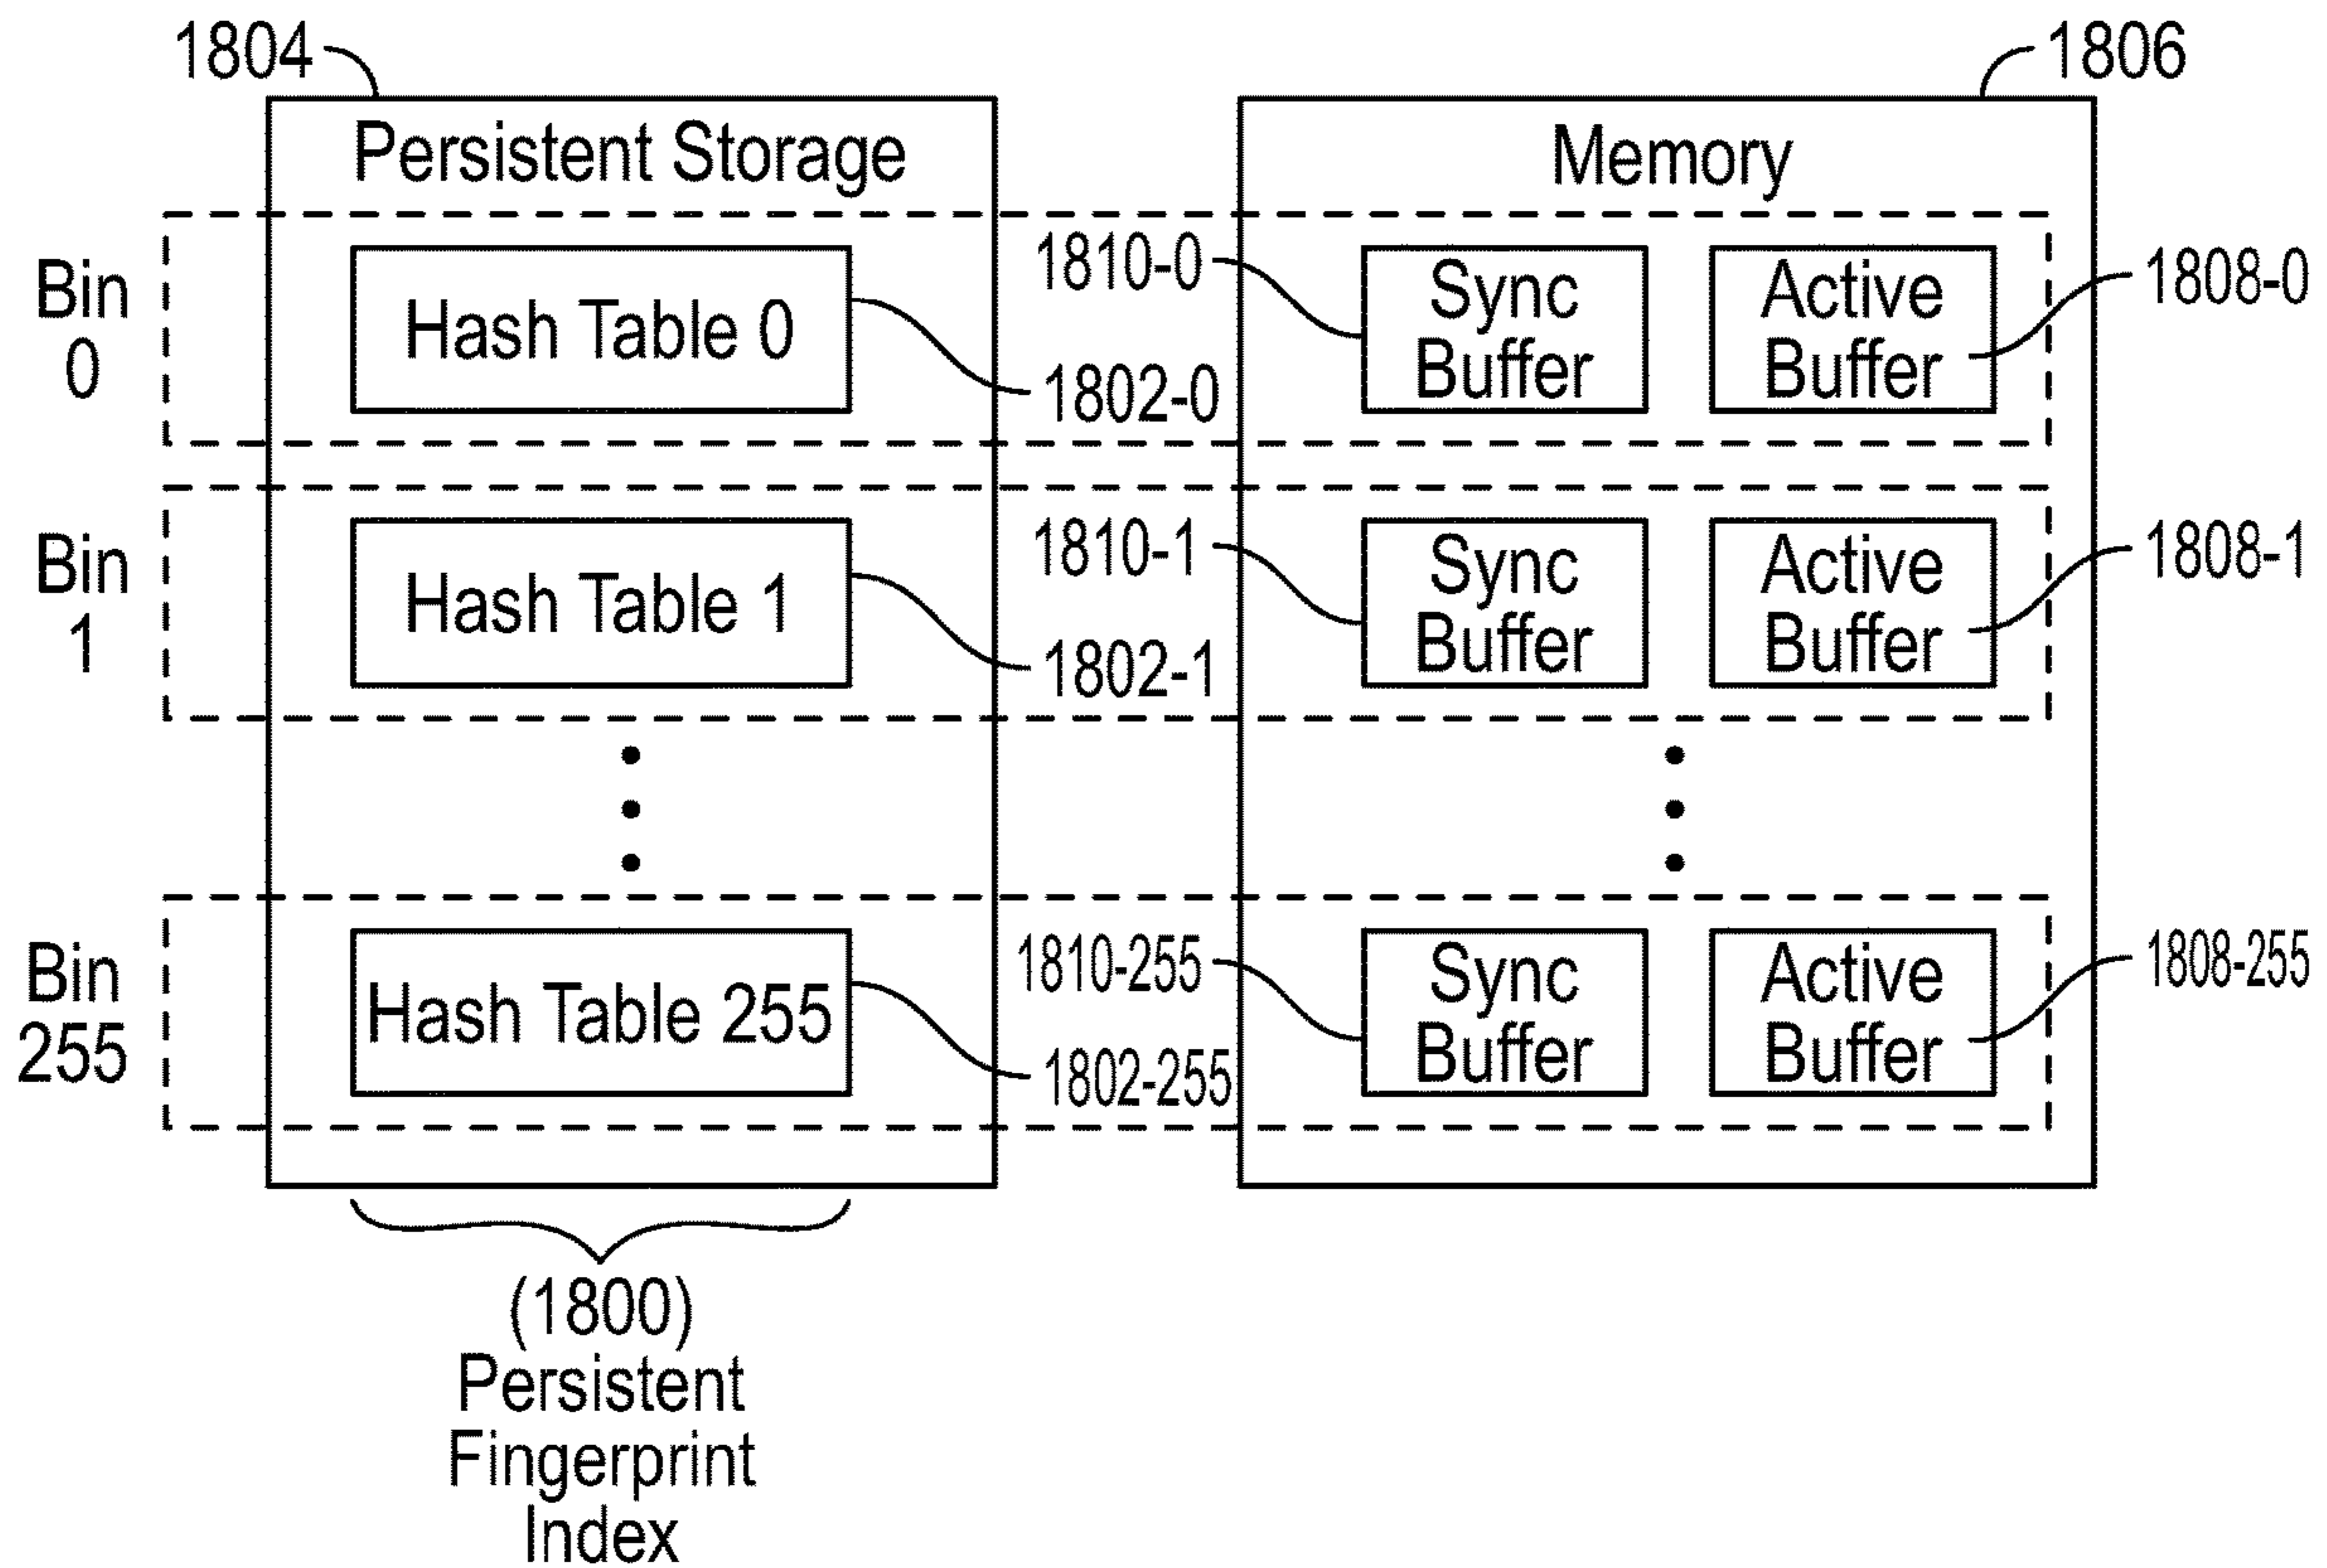 1804
1806
Persistent Storage
Memory
Bin
0
Hash Table 0
1810-0
1802-0
Sync
Buffer
Active
Buffer
1808-0
Bin
1
Hash Table 1
1810-1
1802-1
Sync
Buffer
Active
Buffer
1808-1
Bin
255
Hash Table 255
1810-255
1802-255
Sync
Buffer
Active
Buffer
1808-255
(1800)
Persistent
Fingerprint
Index